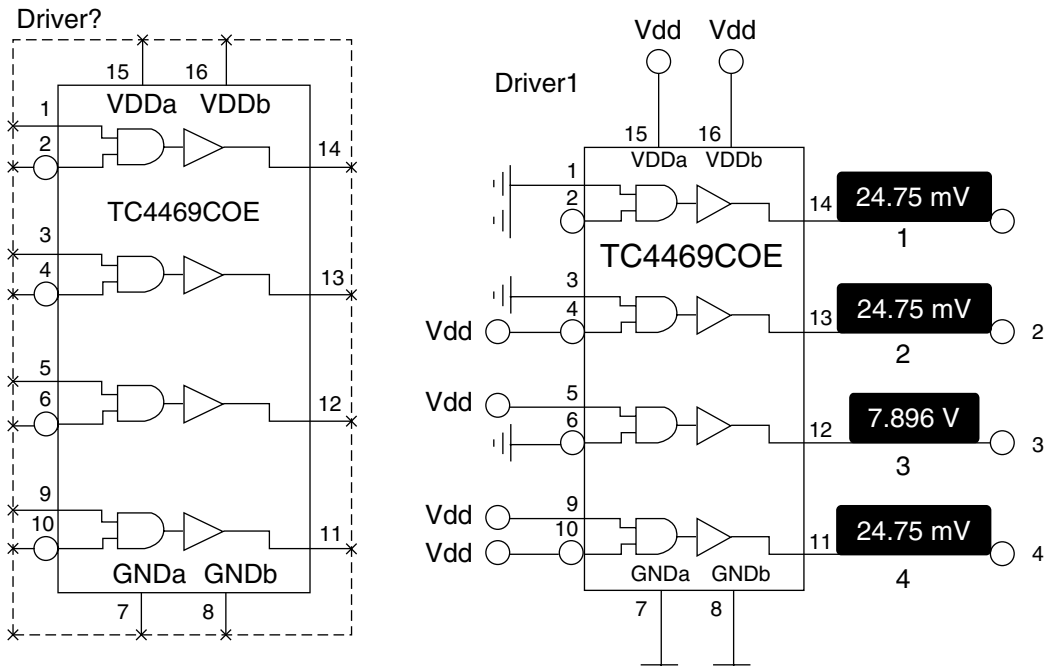 Driver?
15 16
VDDa VDDb
1
2
14
TC4469COE
3
4
13
5
6
12
9
10
11
GNDa GNDb
7 8
Vdd Vdd
Driver1
15 16
VDDa VDDb
1
2
14
24.75 mV
1
TC4469COE
3
4
Vdd
13
24.75 mV
2
2
5
Vdd
6
12
7.896 V
3
3
9
Vdd
10
Vdd
11
24.75 mV
4
4
GNDa GNDb
7 8